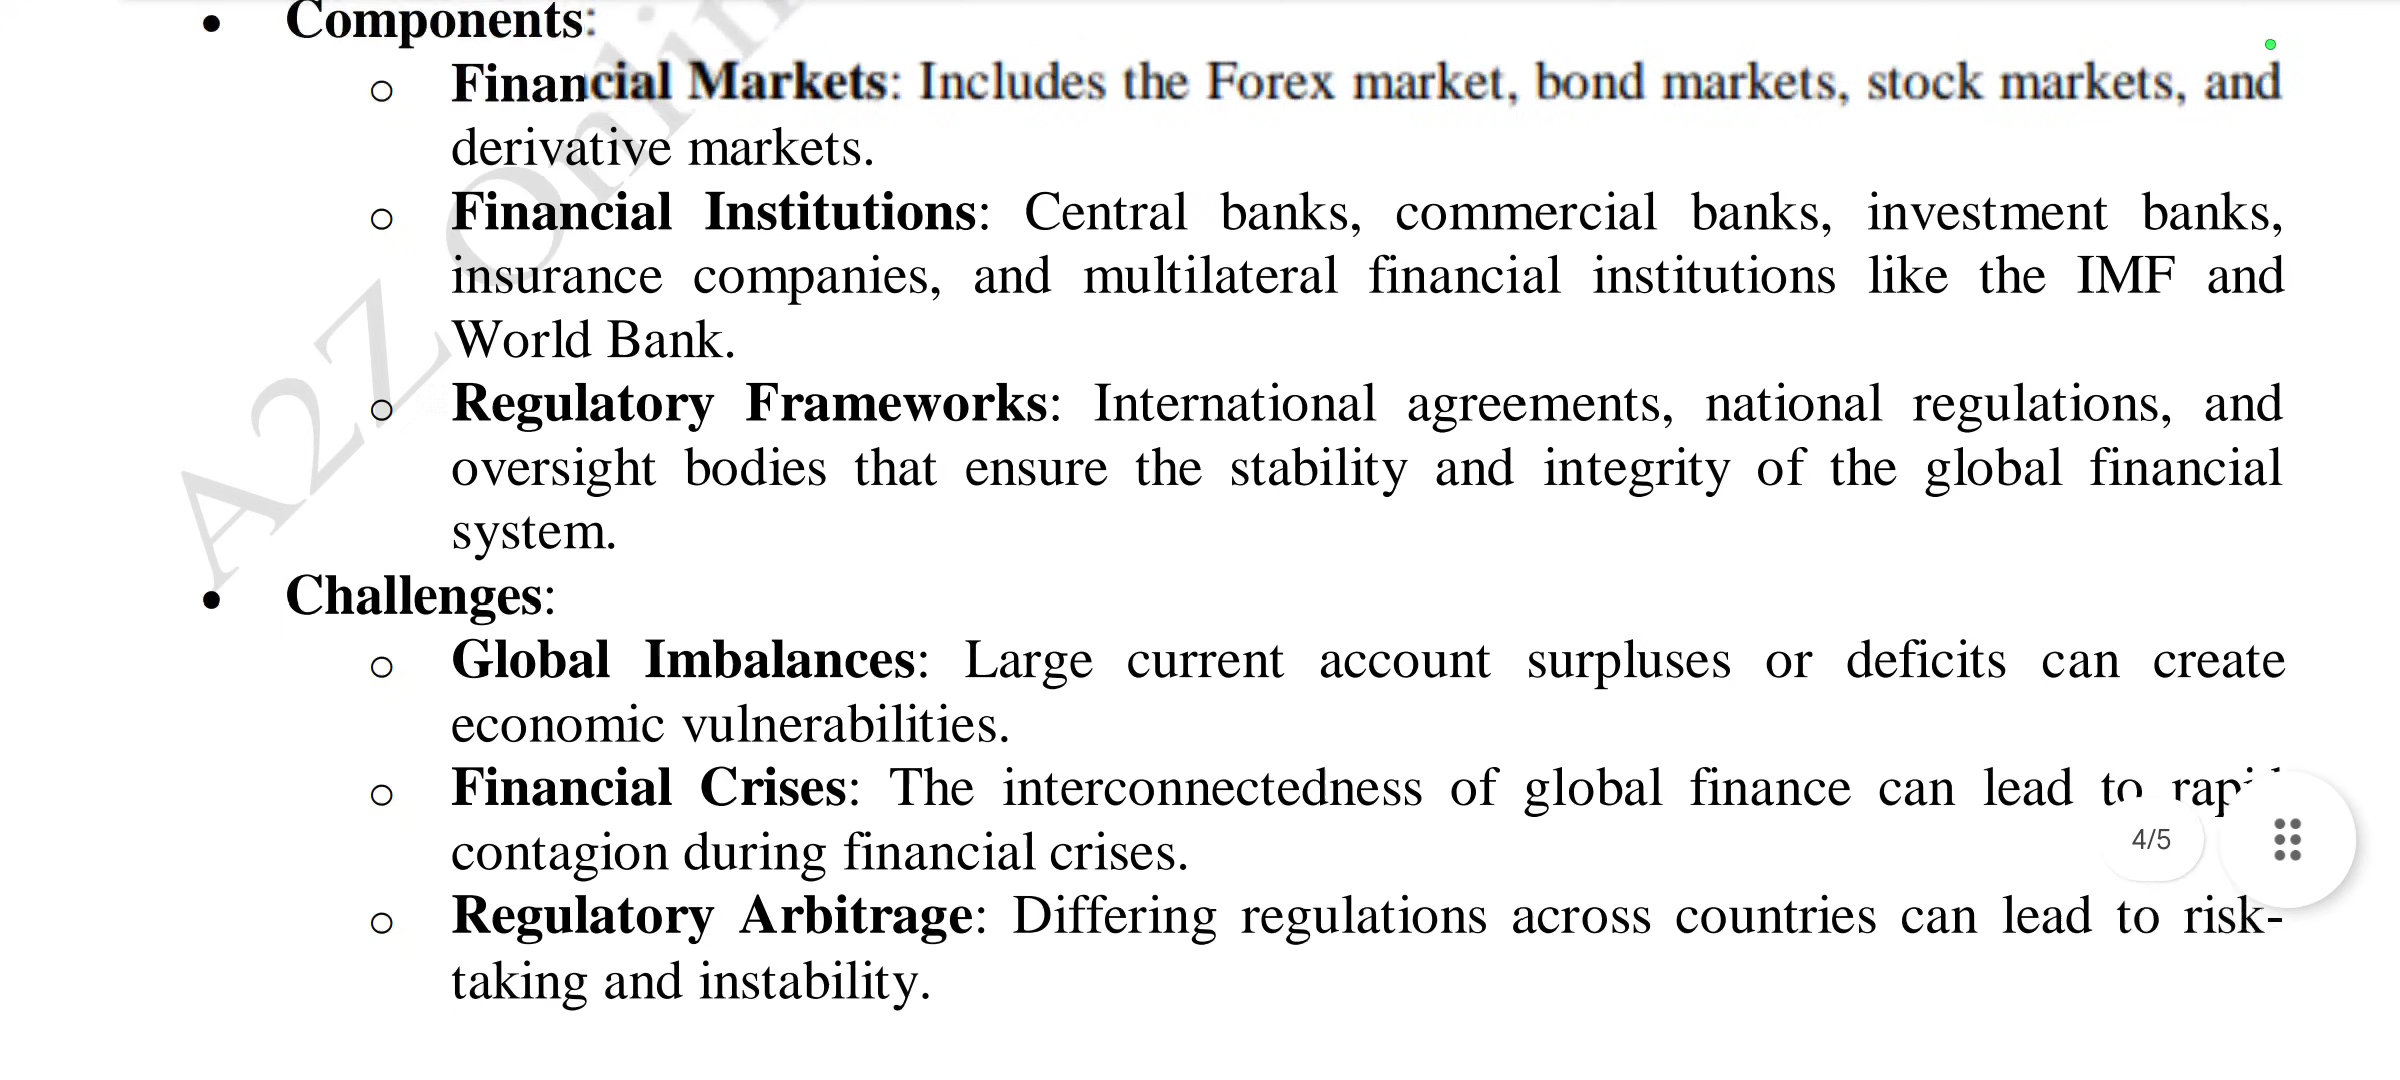 • Components:
o Financial Markets: Includes the Forex market, bond markets, stock markets, and
derivative markets.
o Financial Institutions: Central banks, commercial banks, investment banks,
insurance companies, and multilateral financial institutions like the IMF and
World Bank.
o Regulatory Frameworks: International agreements, national regulations, and
oversight bodies that ensure the stability and integrity of the global financial
system.
• Challenges:
o Global Imbalances: Large current account surpluses or deficits can create
economic vulnerabilities.
o Financial Crises: The interconnectedness of global finance can lead to rapid
contagion during financial crises.
4/5
o Regulatory Arbitrage: Differing regulations across countries can lead to risk-
taking and instability.
A2Z